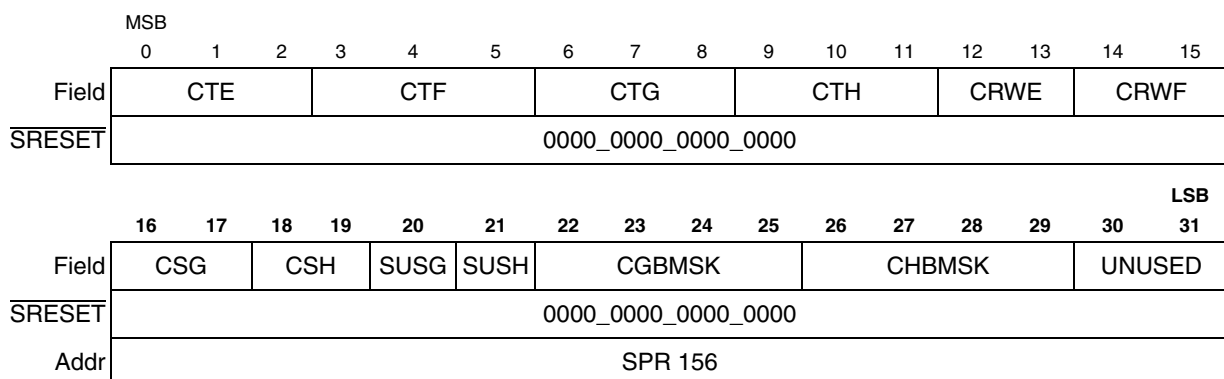 MSB
0 1 2 3 4 5 6 7 8 9 10 11 12 13 14 15
Field CTE CTF CTG CTH CRWE CRWF
SRESET 0000_0000_0000_0000
LSB
16 17 18 19 20 21 22 23 24 25 26 27 28 29 30 31
Field CSG CSH SUSG SUSH CGBMSK CHBMSK UNUSED
SRESET 0000_0000_0000_0000
Addr SPR 156